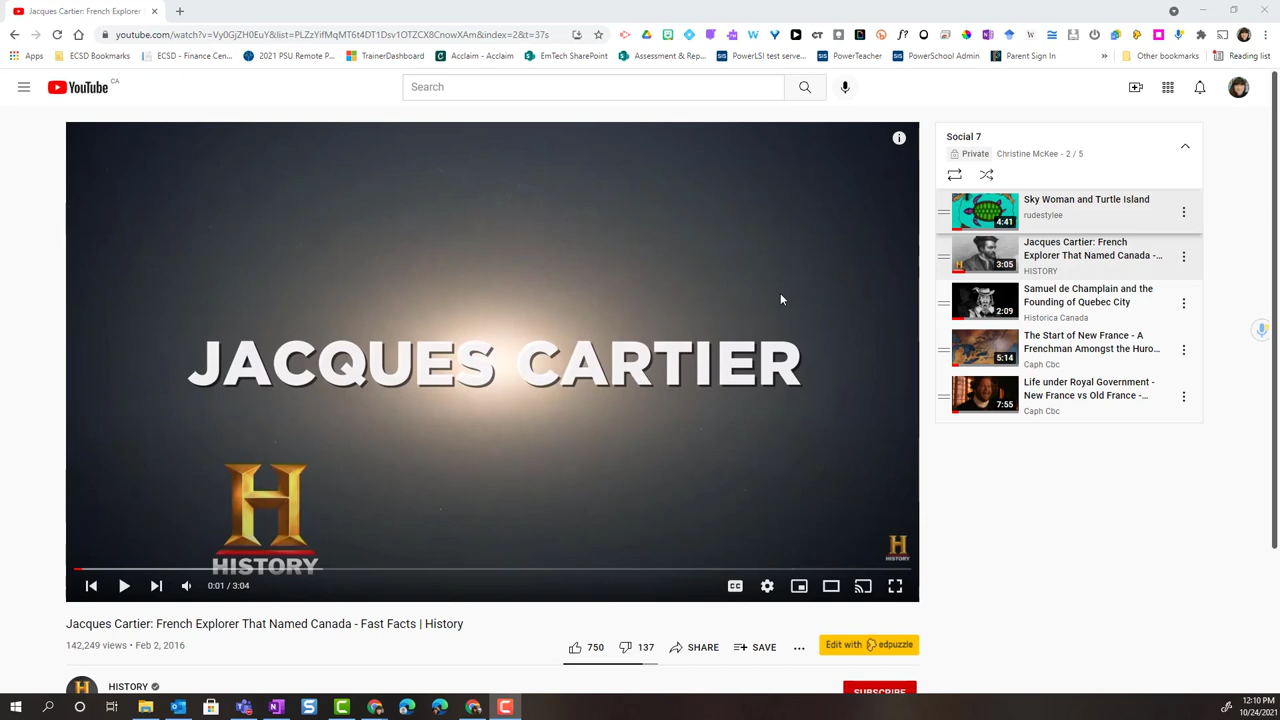 Jacques Cartier: French Explorer
youtube.com/watch?v=Vy0GjZH0EuY&list=PLZzYifMqMT6t4DT1Dsv1OTZCX8CnowXAm&index=2&t=37s
Apps
ECSD Bookmarks
ECSD - Finance Cen...
2021 PSU Remote P...
TrainerDashboard
Acclaim - Acclaim
EmTech SharePoint
Assessment & Rep...
PowerLSI test serve...
PowerTeacher
PowerSchool Admin
Parent Sign In
»
Other bookmarks
Reading list
YouTube CA
Search
JACQUES CARTIER
H
HISTORY
H
HISTORY
0:01 / 3:04
CC
Jacques Cartier: French Explorer That Named Canada - Fast Facts | History
142,249 views • Feb 2, 2016
750
137
SHARE
SAVE
Edit with edpuzzle
HISTORY
SUBSCRIBE
Social 7
Private Christine McKee - 2 / 5
4:41
Sky Woman and Turtle Island
rudestylee
3:05
Jacques Cartier: French
Explorer That Named Canada -...
HISTORY
2:09
Samuel de Champlain and the
Founding of Quebec City
Historica Canada
5:14
The Start of New France - A
Frenchman Amongst the Huro...
Caph Cbc
7:55
Life under Royal Government -
New France vs Old France -...
Caph Cbc
12:10 PM
10/24/2021